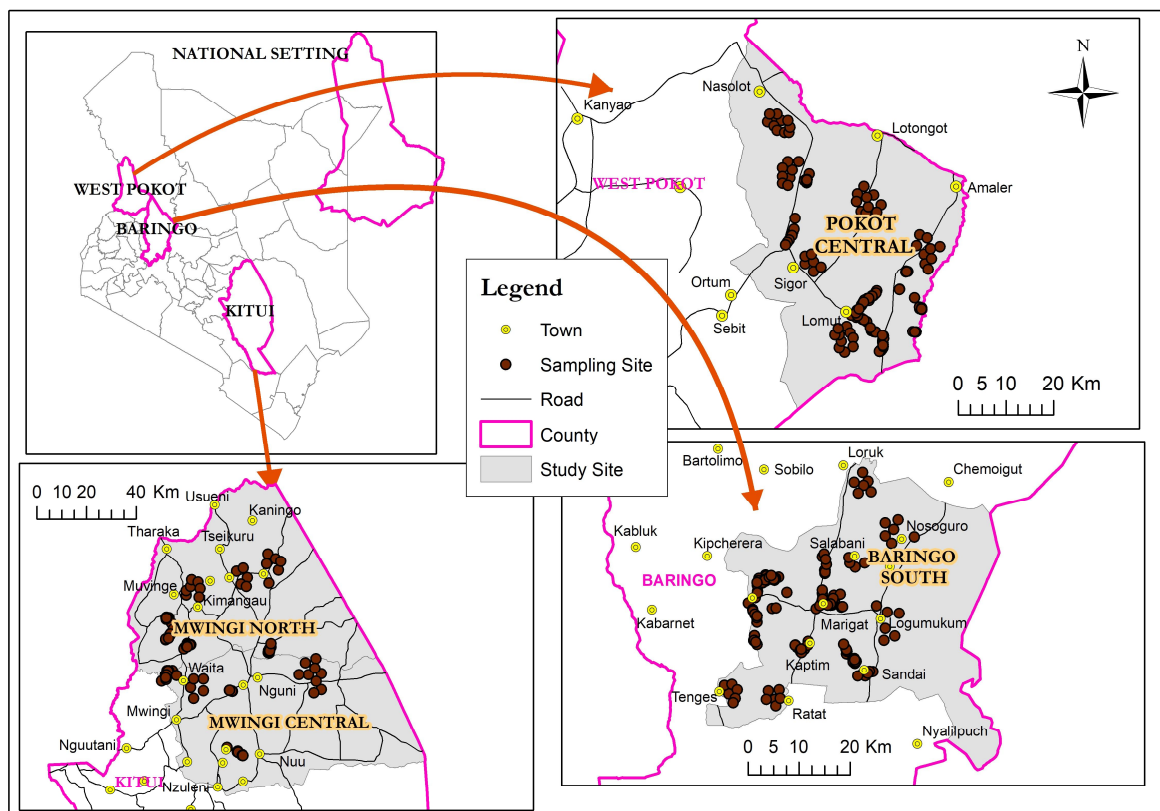 NATIONAL SETTING
WEST POKOT
BARINGO
KITUI
N
Nasolot
Kanyao
Lotongot
WEST POKOT
Amaler
POKOT
CENTRAL
Sigor
Ortum
Sebit
Lomut
0 10 20 Km
Legend
Town
Sampling Site
Road
County
Study Site
0 10 20 40 Km
Usueni
Kaningo
Tharaka
Tseikuru
Muvinge
Kimangau
MWINGI NORTH
Waita
Nguni
Mwingi
MWINGI CENTRAL
Nguutani
Nuu
KITUI
Nzuleni
Bartolimo
Sobilo
Loruk
Chemoigut
Kabluk
Kipcherera
Salabani
Nosoguro
BARINGO
BARINGO
SOUTH
Kabarnet
Marigat
Logumukum
Kaptim
Sandai
Tenges
Ratat
Nyalilpuch
0 10 20 Km